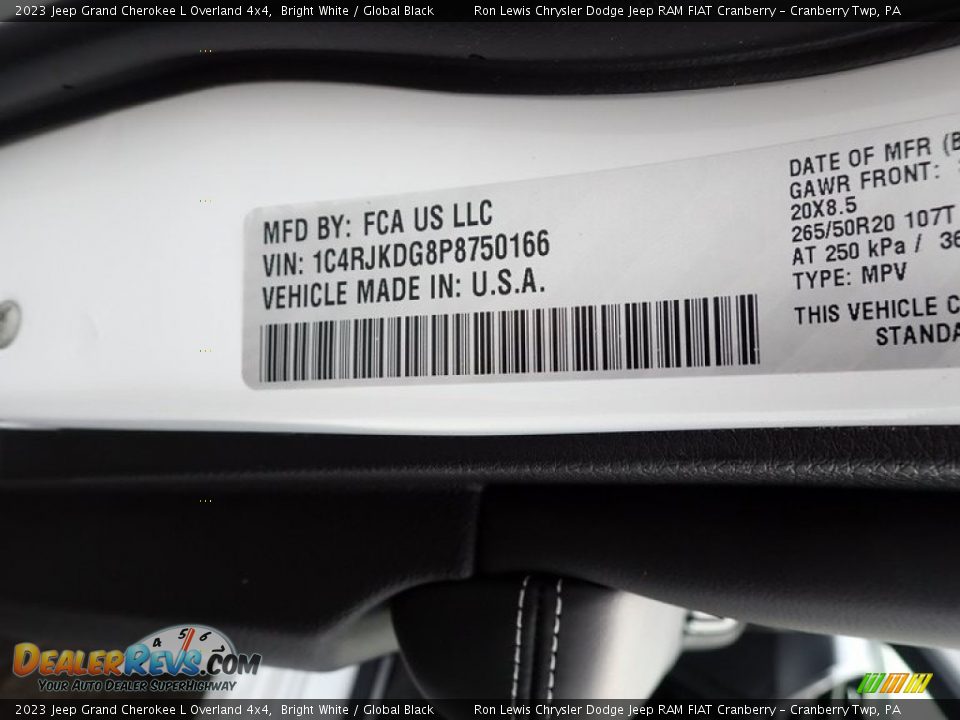 2023 Jeep Grand Cherokee L Overland 4x4, Bright White / Global Black Ron Lewis Chrysler Dodge Jeep RAM FIAT Cranberry - Cranberry Twp, PA
MFD BY: FCA US LLC
VIN: 1C4RJKDG8P8750166
VEHICLE MADE IN: U.S.A.
DATE OF MFR (
GAWR FRONT:
20X8.5
265/50R20 107T
AT 250 kPa / 36
TYPE: MPV
THIS VEHICLE C
STANDA
4 5 6
DEALERREVS.COM
YOUR AUTO DEALER SUPERHIGHWAY
2023 Jeep Grand Cherokee L Overland 4x4, Bright White / Global Black Ron Lewis Chrysler Dodge Jeep RAM FIAT Cranberry - Cranberry Twp, PA